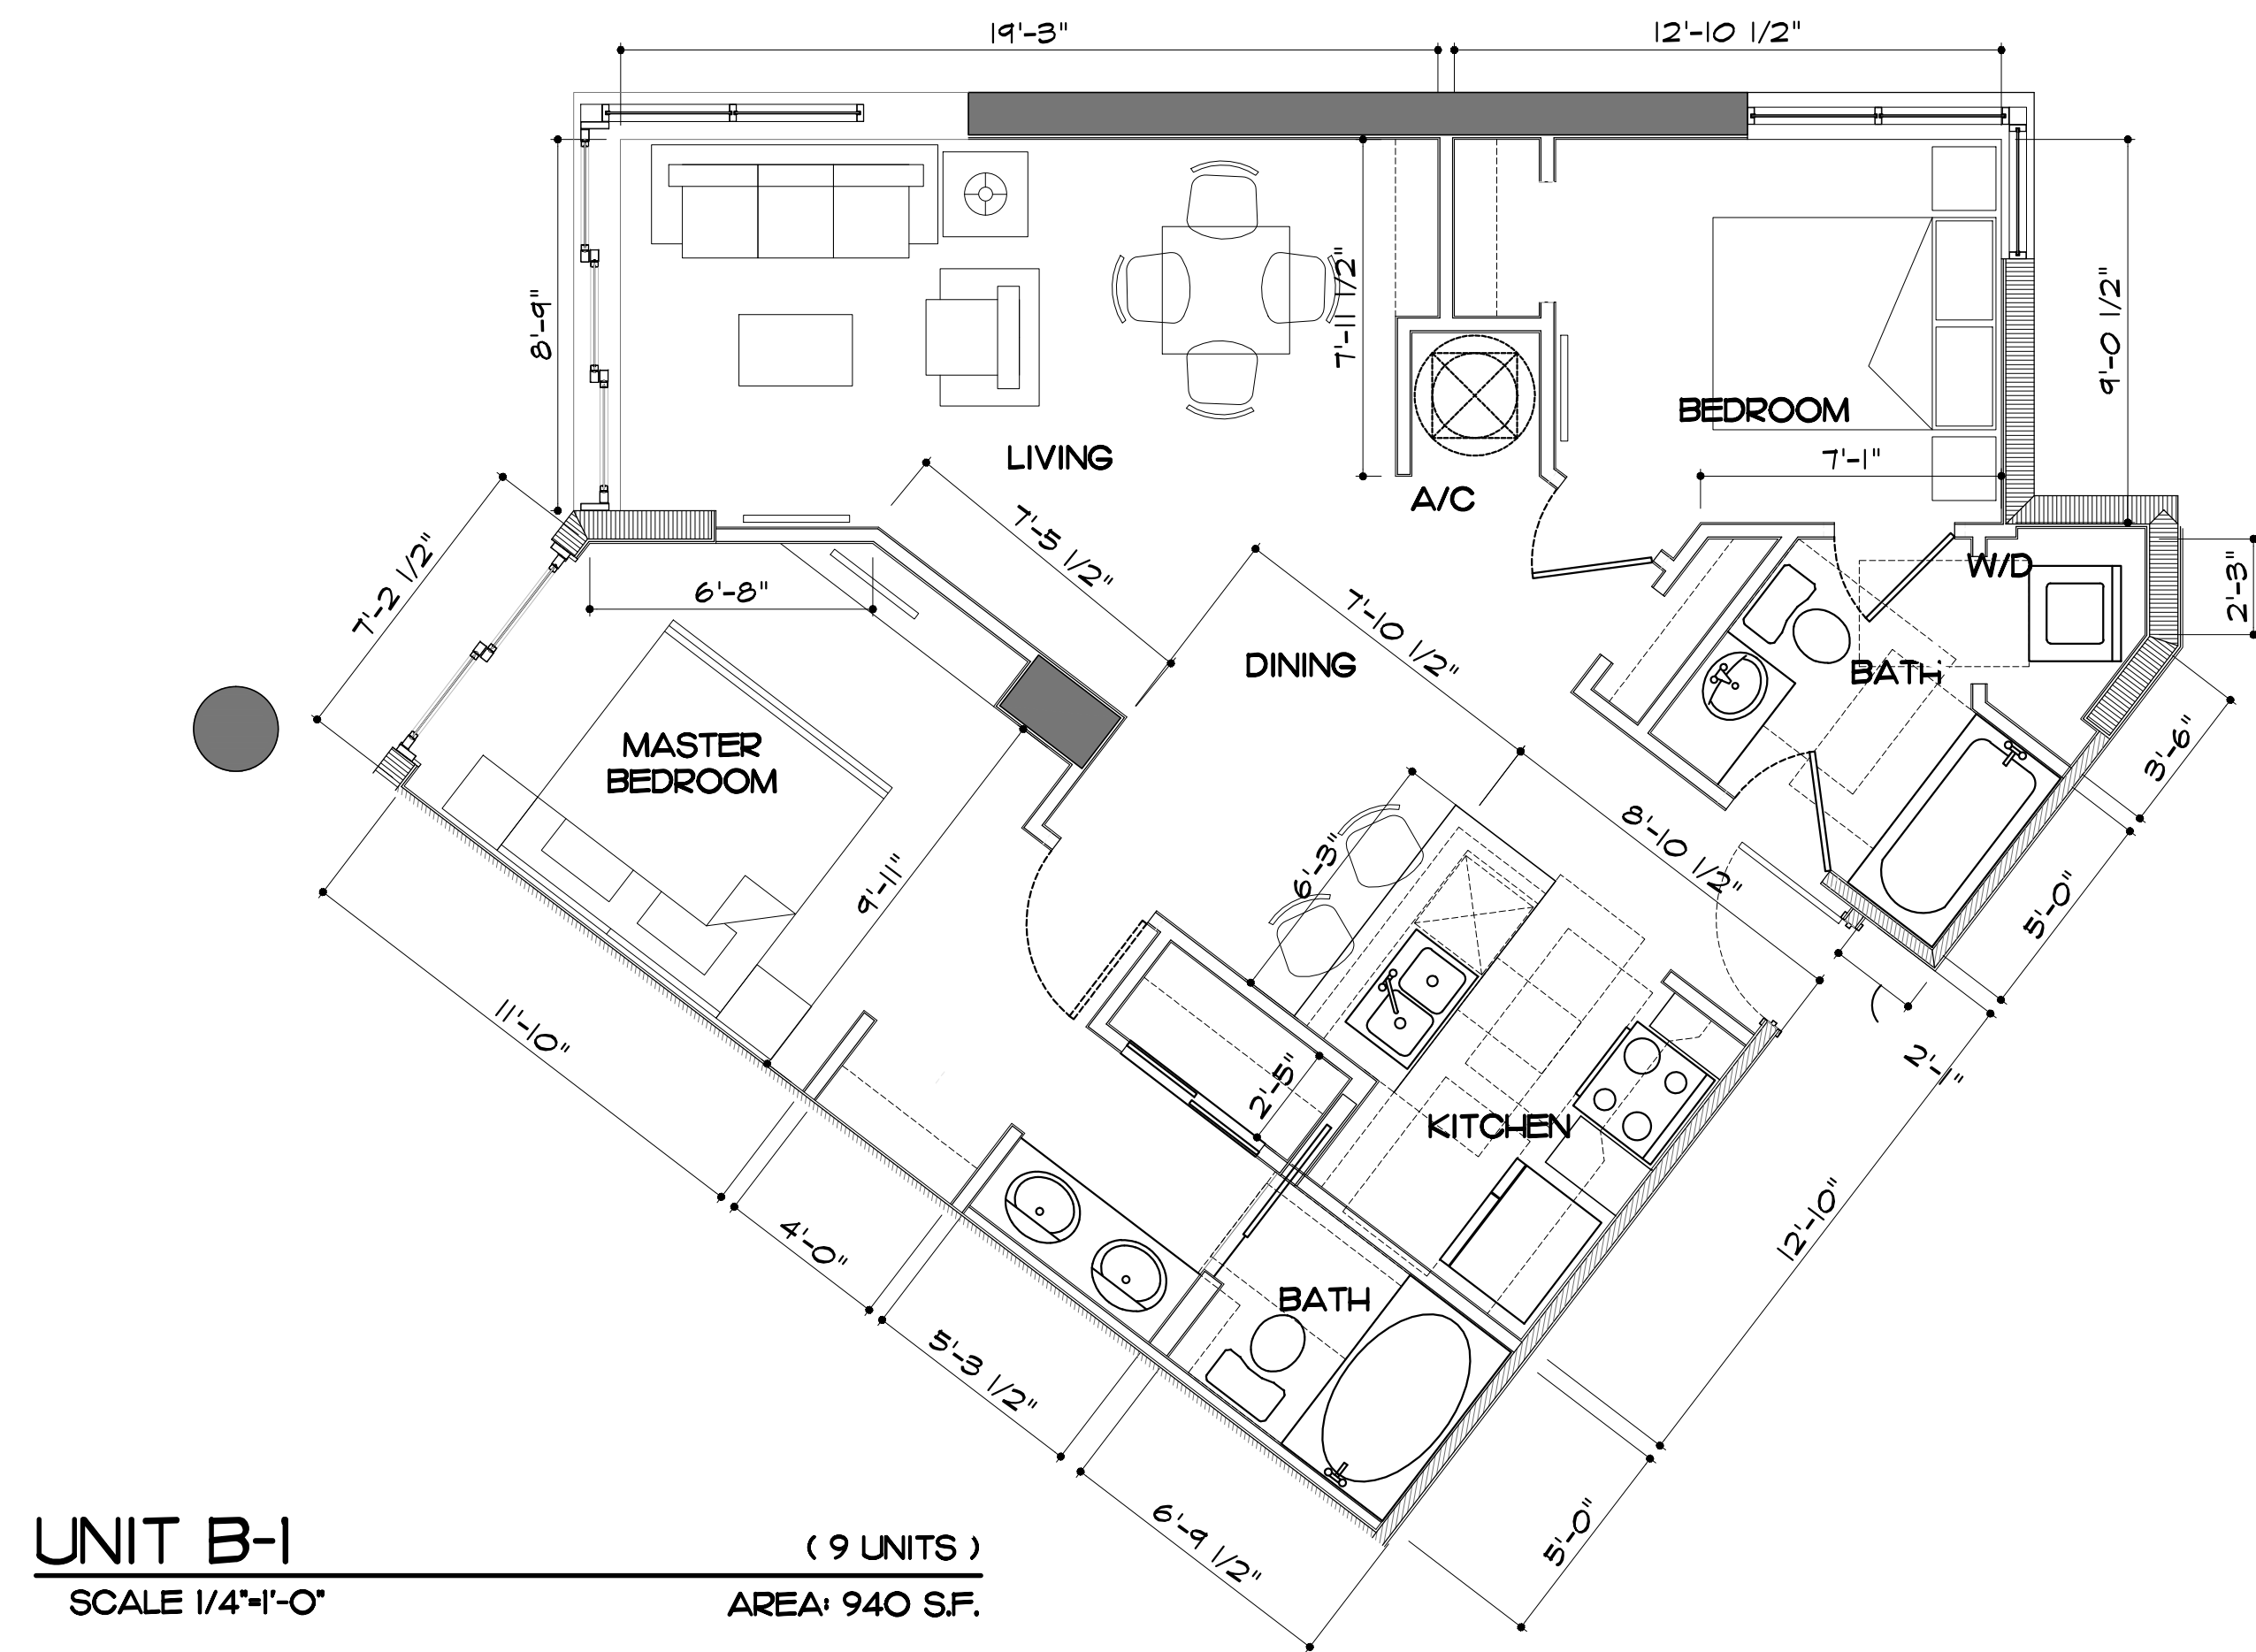 19'-3"
12'-10 1/2"
8'-9"
7'-11 1/2"
9'-0 1/2"
BEDROOM
7'-1"
LIVING
A/C
7'-2 1/2"
7'-5 1/2"
W/D
2'-3"
6'-8"
7'-10 1/2"
DINING
BATH
MASTER
BEDROOM
3'-6"
8'-10 1/2"
6'-3"
9'-11"
5'-0"
11'-10"
2'-1"
2'-5"
KITCHEN
12'-10"
4'-0"
BATH
5'-3 1/2"
6'-9 1/2"
5'-0"
UNIT B-1
( 9 UNITS )
SCALE 1/4"=1'-0"
AREA: 940 S.F.